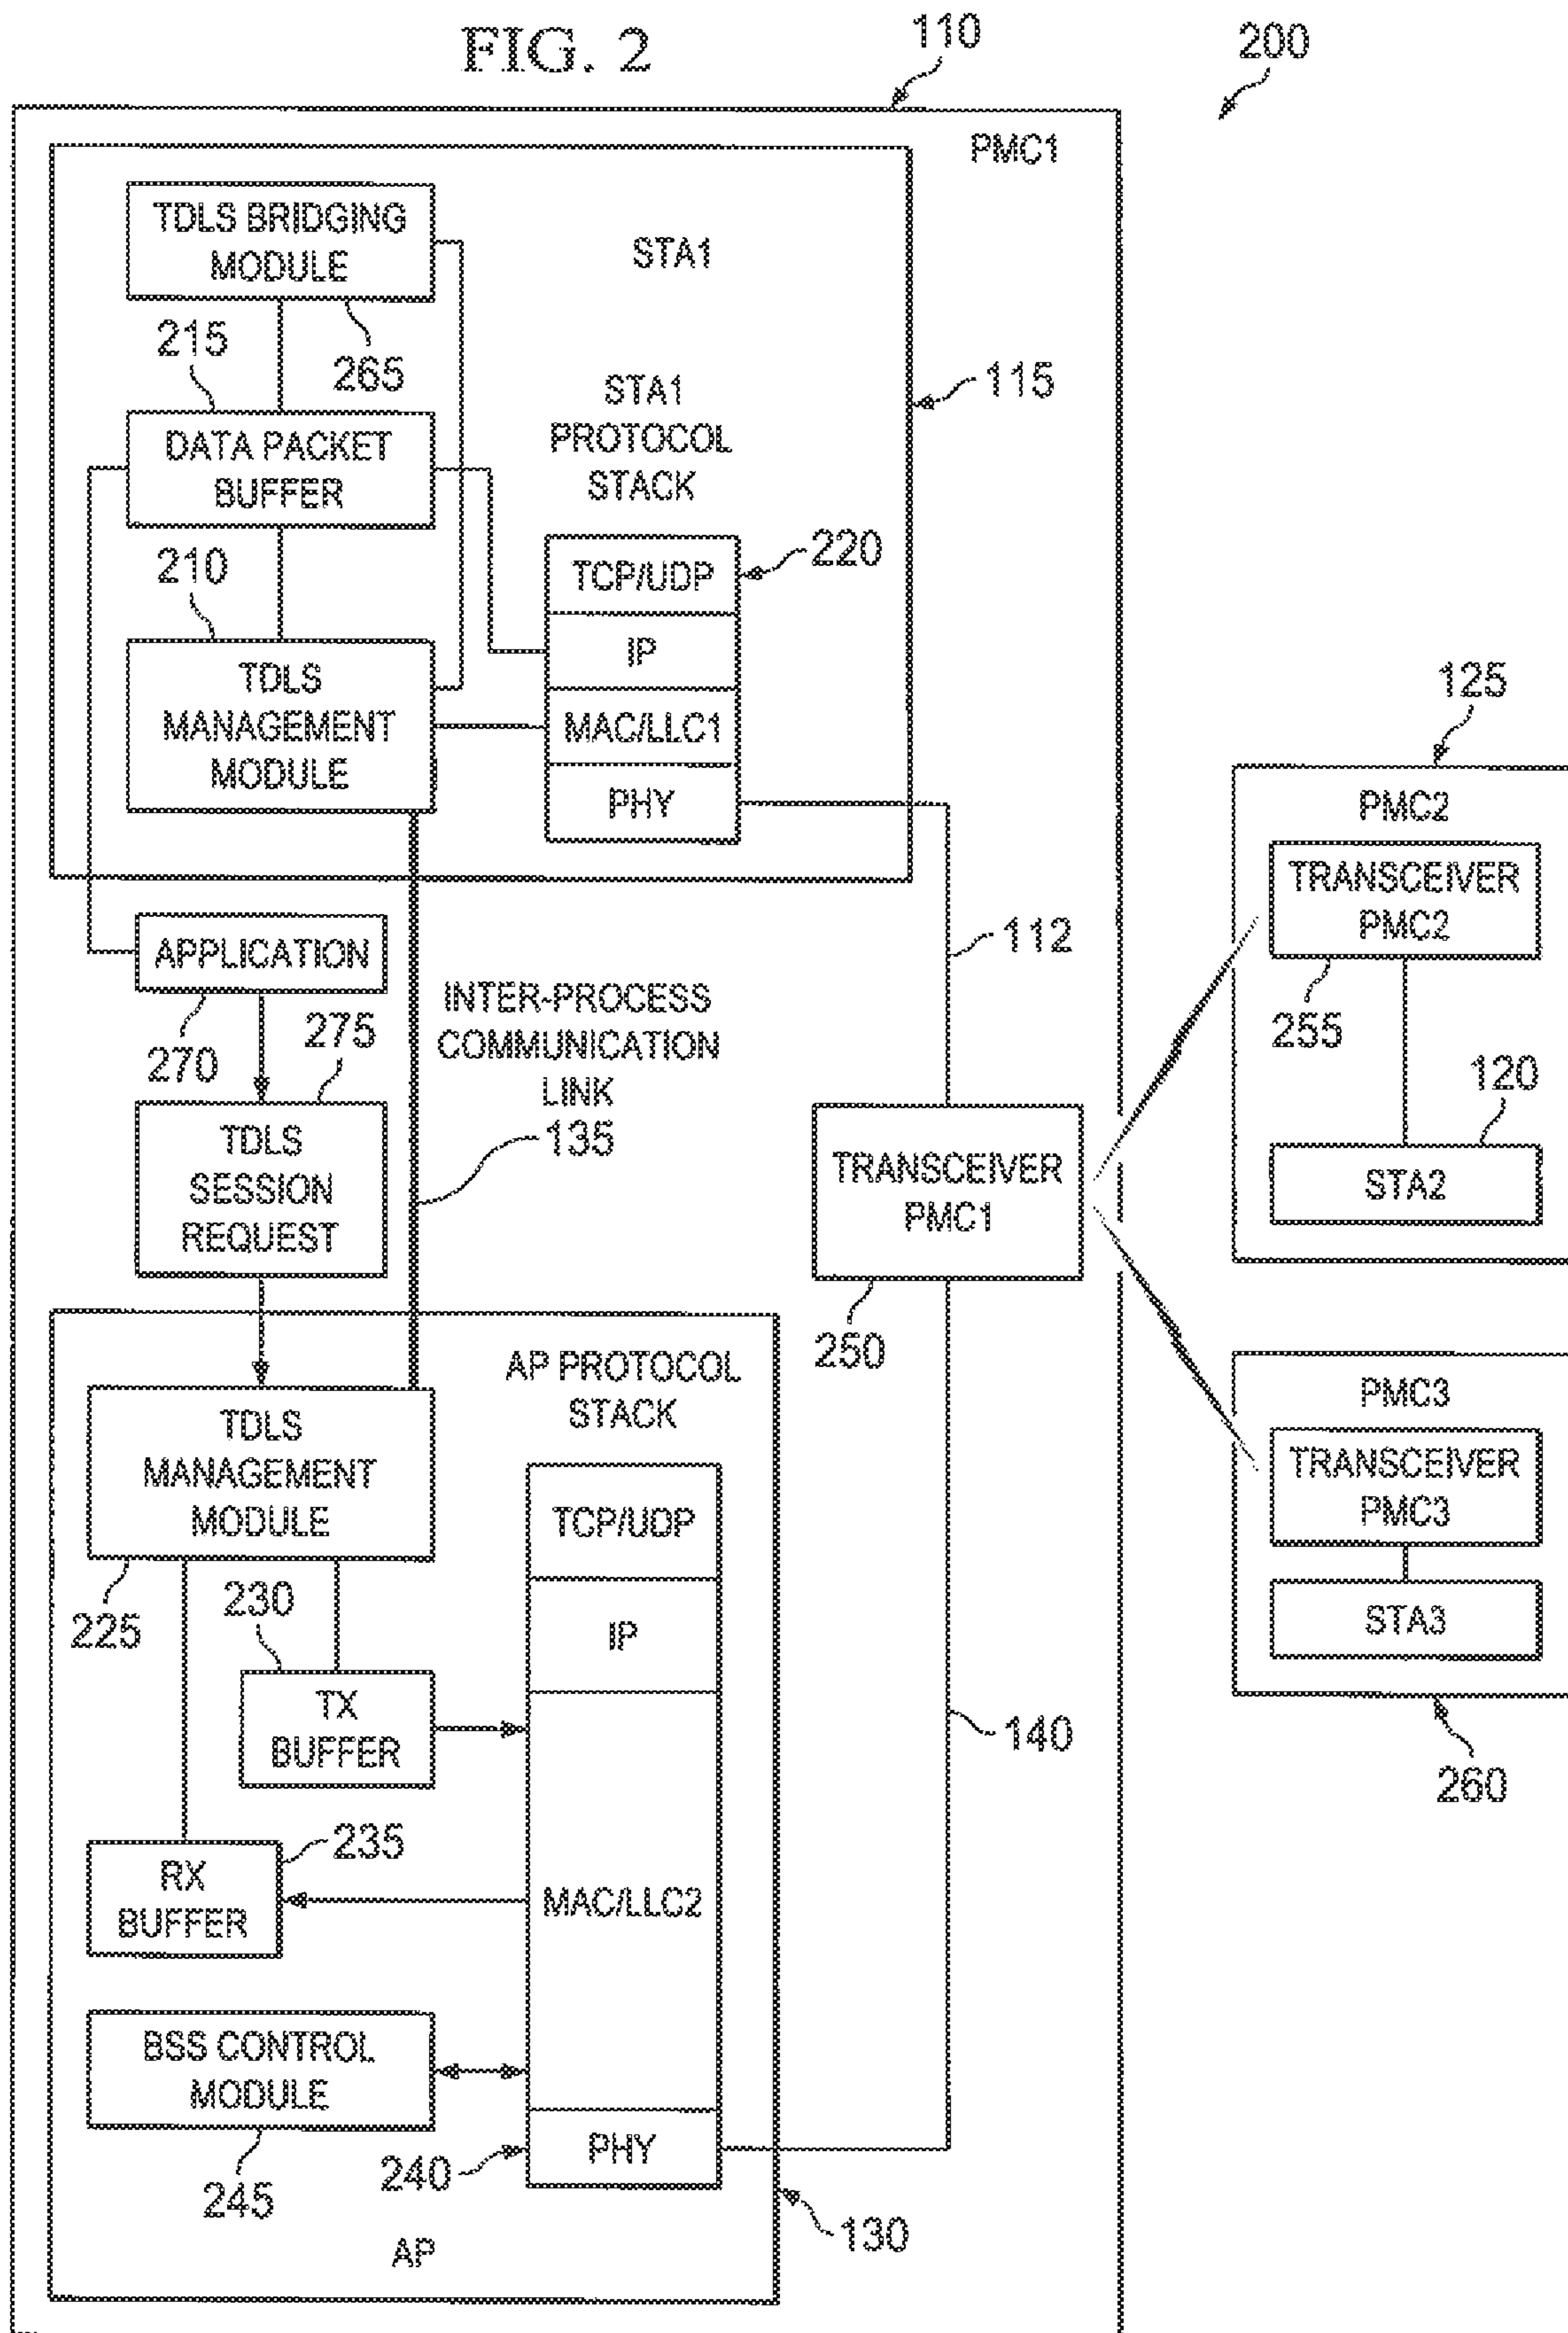 FIG. 2
110
200
PMC1
TDLS BRIDGING
MODULE
STA1
215
265
STA1
PROTOCOL
STACK
115
DATA PACKET
BUFFER
210
220
TCP/UDP
IP
MAC/LLC1
PHY
TDLS
MANAGEMENT
MODULE
125
PMC2
TRANSCEIVER
PMC2
255
120
STA2
APPLICATION
270
275
INTER-PROCESS
COMMUNICATION
LINK
135
112
TDLS
SESSION
REQUEST
TRANSCEIVER
PMC1
250
AP PROTOCOL
STACK
TDLS
MANAGEMENT
MODULE
225
230
TCP/UDP
IP
MAC/LLC2
PHY
TX
BUFFER
235
RX
BUFFER
140
PMC3
TRANSCEIVER
PMC3
STA3
260
BSS CONTROL
MODULE
245
240
130
AP